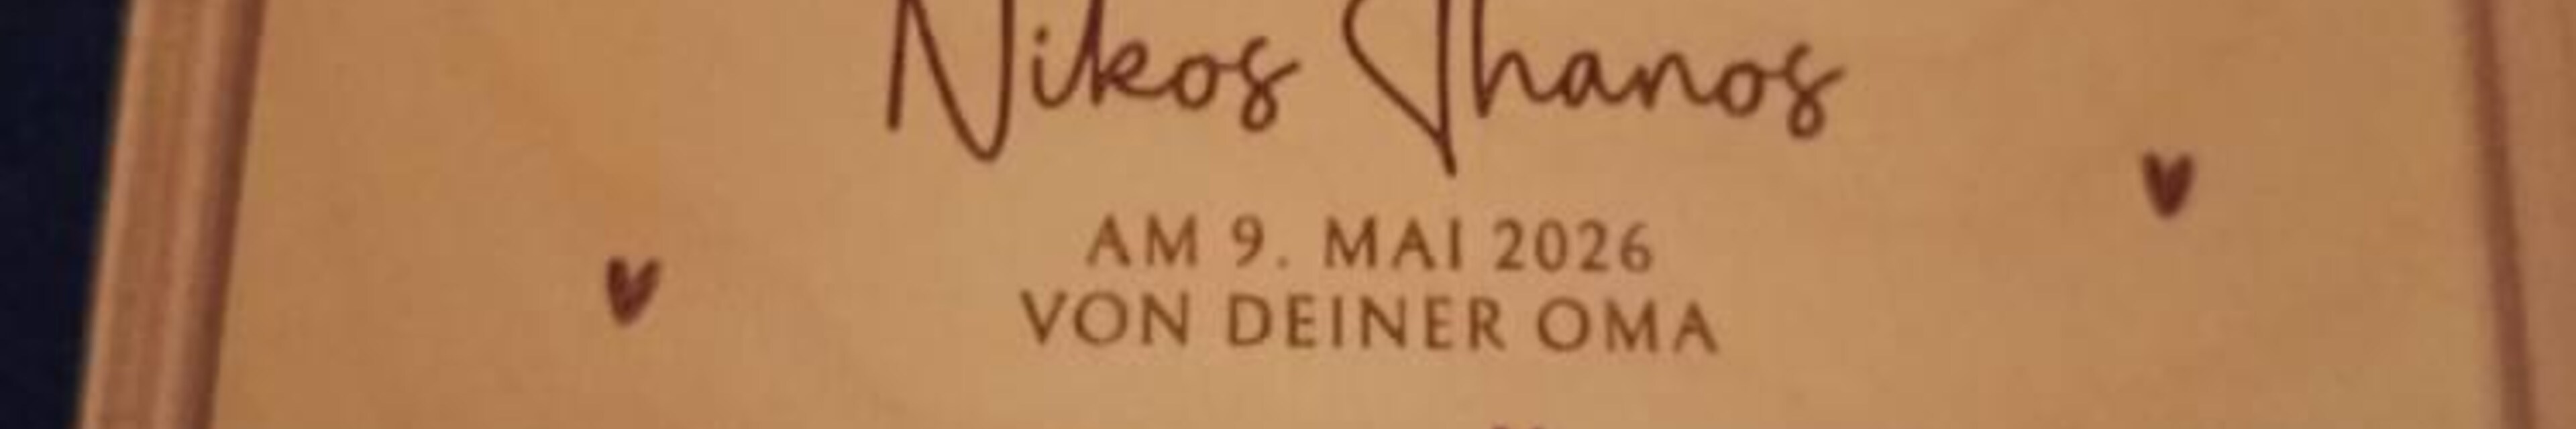 Nikos Thanos
AM 9. MAI 2026
VON DEINER OMA